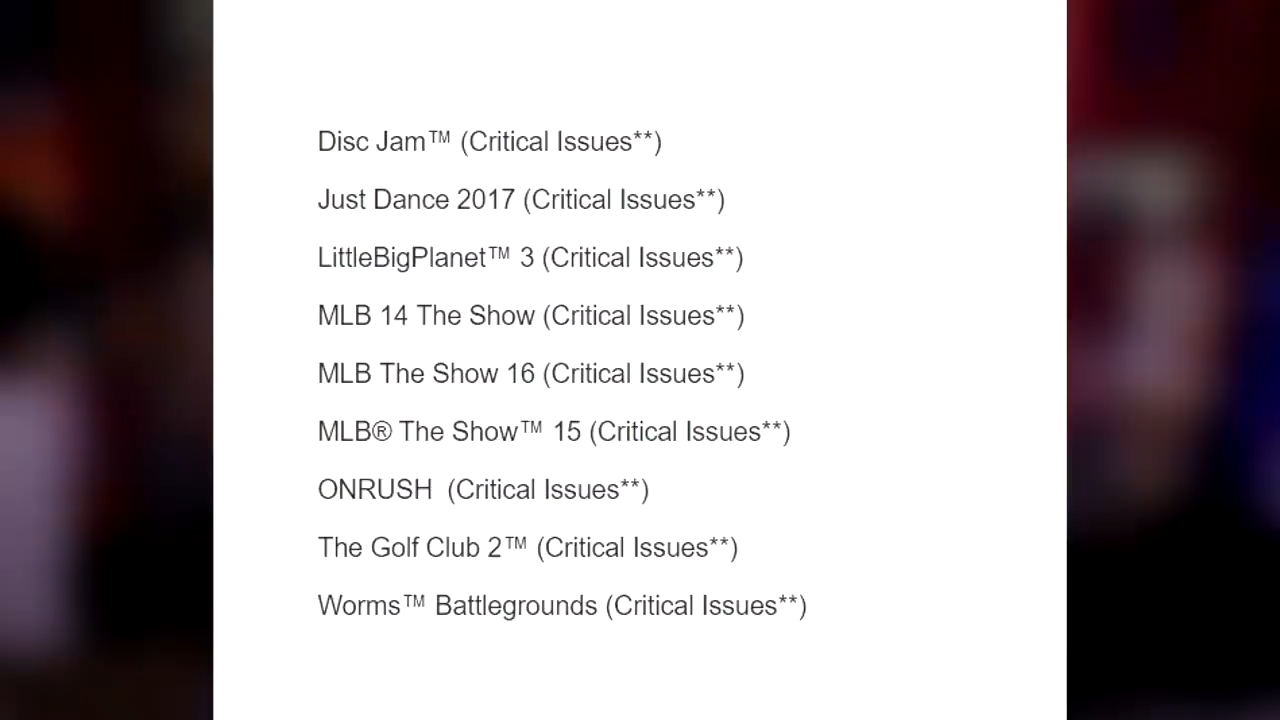 Disc Jam™ (Critical Issues**)
Just Dance 2017 (Critical Issues**)
LittleBigPlanet™ 3 (Critical Issues**)
MLB 14 The Show (Critical Issues**)
MLB The Show 16 (Critical Issues**)
MLB® The Show™ 15 (Critical Issues**)
ONRUSH  (Critical Issues**)
The Golf Club 2™ (Critical Issues**)
Worms™ Battlegrounds (Critical Issues**)